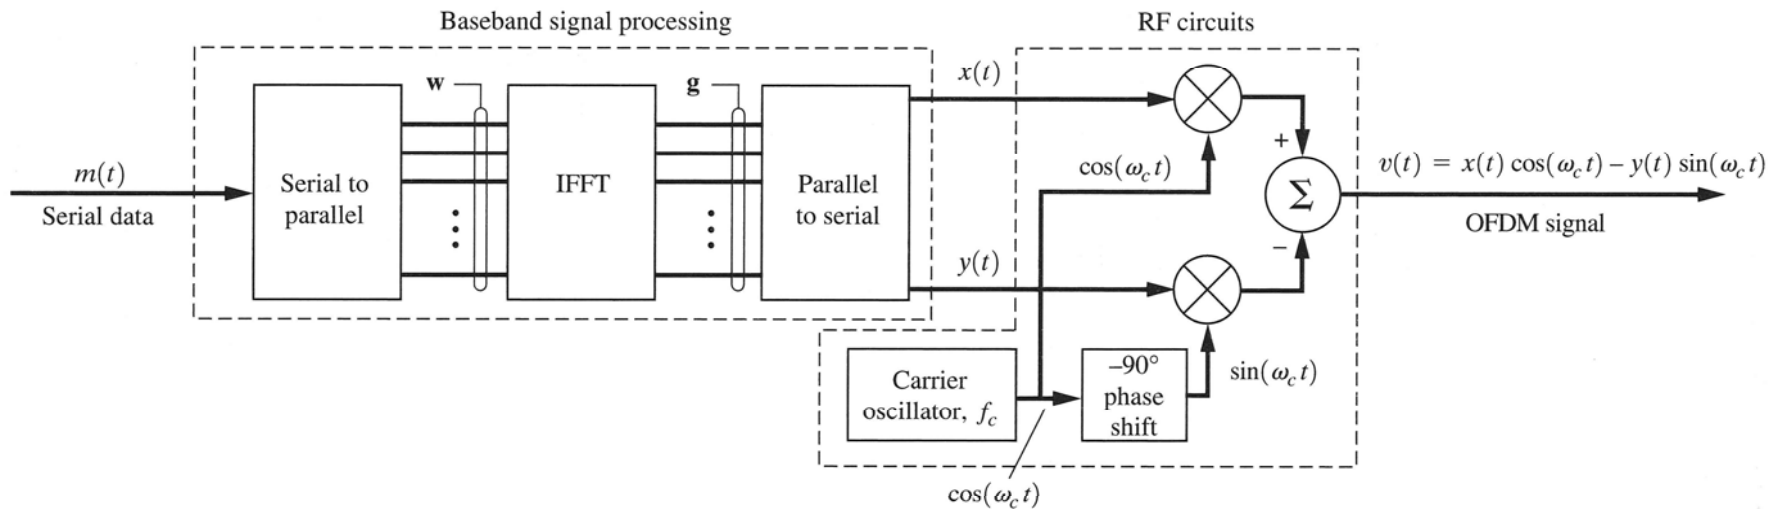 Baseband signal processing
RF circuits
w
g
x(t)
m(t)
Serial data
Serial to
parallel
IFFT
Parallel
to serial
cos(ω_c t)
+
Σ
−
v(t) = x(t) cos(ω_c t) − y(t) sin(ω_c t)
OFDM signal
y(t)
Carrier
oscillator, f_c
−90°
phase
shift
sin(ω_c t)
cos(ω_c t)